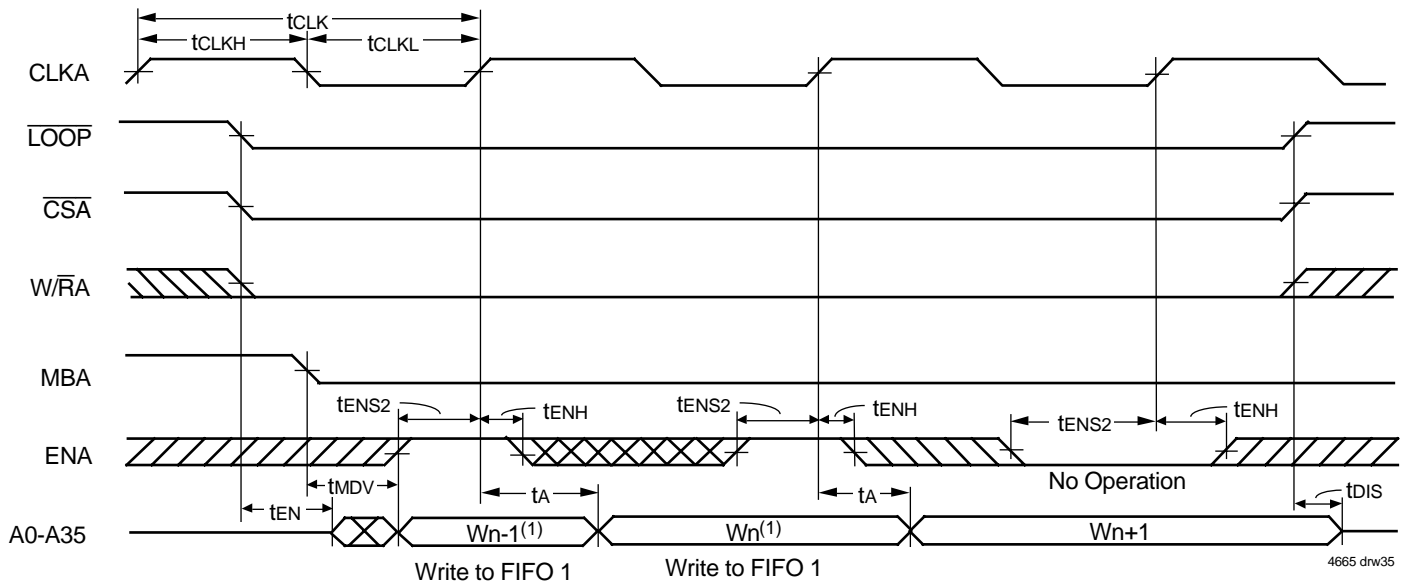 tCLK
tCLKH tCLKL
CLKA
LOOP
CSA
W/RA
MBA
tENS2 tENH tENS2 tENH tENS2 tENH
ENA
No Operation
tMDV tA tA tDIS
tEN
A0-A35 Wn-1(1) Wn(1) Wn+1
4665 drw35
Write to FIFO 1 Write to FIFO 1